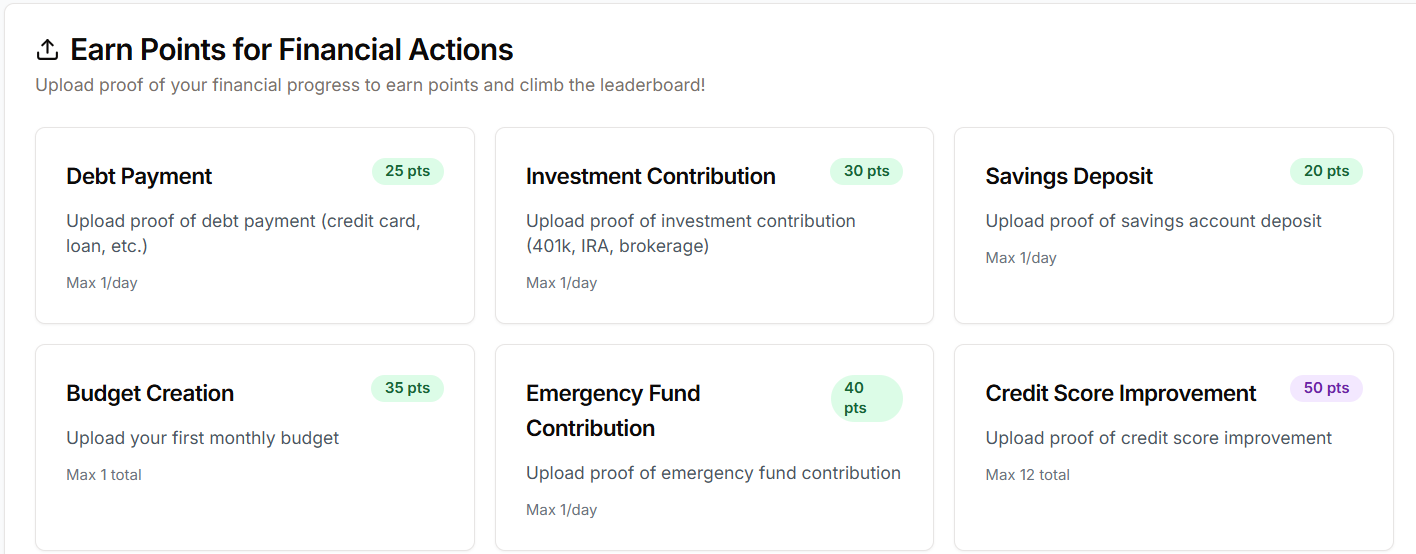 Earn Points for Financial Actions
Upload proof of your financial progress to earn points and climb the leaderboard!
Debt Payment
25 pts
Upload proof of debt payment (credit card,
loan, etc.)
Max 1/day
Investment Contribution
30 pts
Upload proof of investment contribution
(401k, IRA, brokerage)
Max 1/day
Savings Deposit
20 pts
Upload proof of savings account deposit
Max 1/day
Budget Creation
35 pts
Upload your first monthly budget
Max 1 total
Emergency Fund
Contribution
40
pts
Upload proof of emergency fund contribution
Max 1/day
Credit Score Improvement
50 pts
Upload proof of credit score improvement
Max 12 total